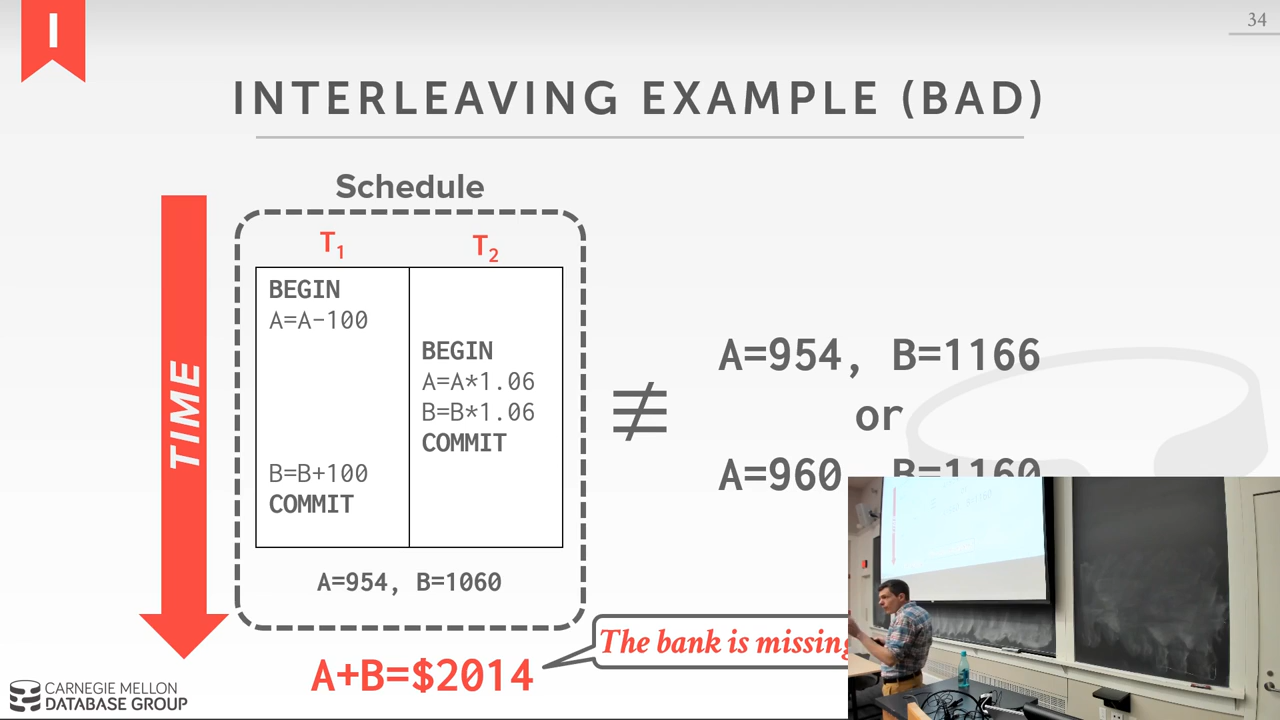 I
34
INTERLEAVING EXAMPLE (BAD)
Schedule
TIME
T1 T2
BEGIN
A=A-100
BEGIN
A=A*1.06
B=B*1.06
COMMIT
B=B+100
COMMIT
A=954, B=1060
≢
A=954, B=1166
or
A=960, B=1160
The bank is missing
A+B=$2014
CARNEGIE MELLON
DATABASE GROUP